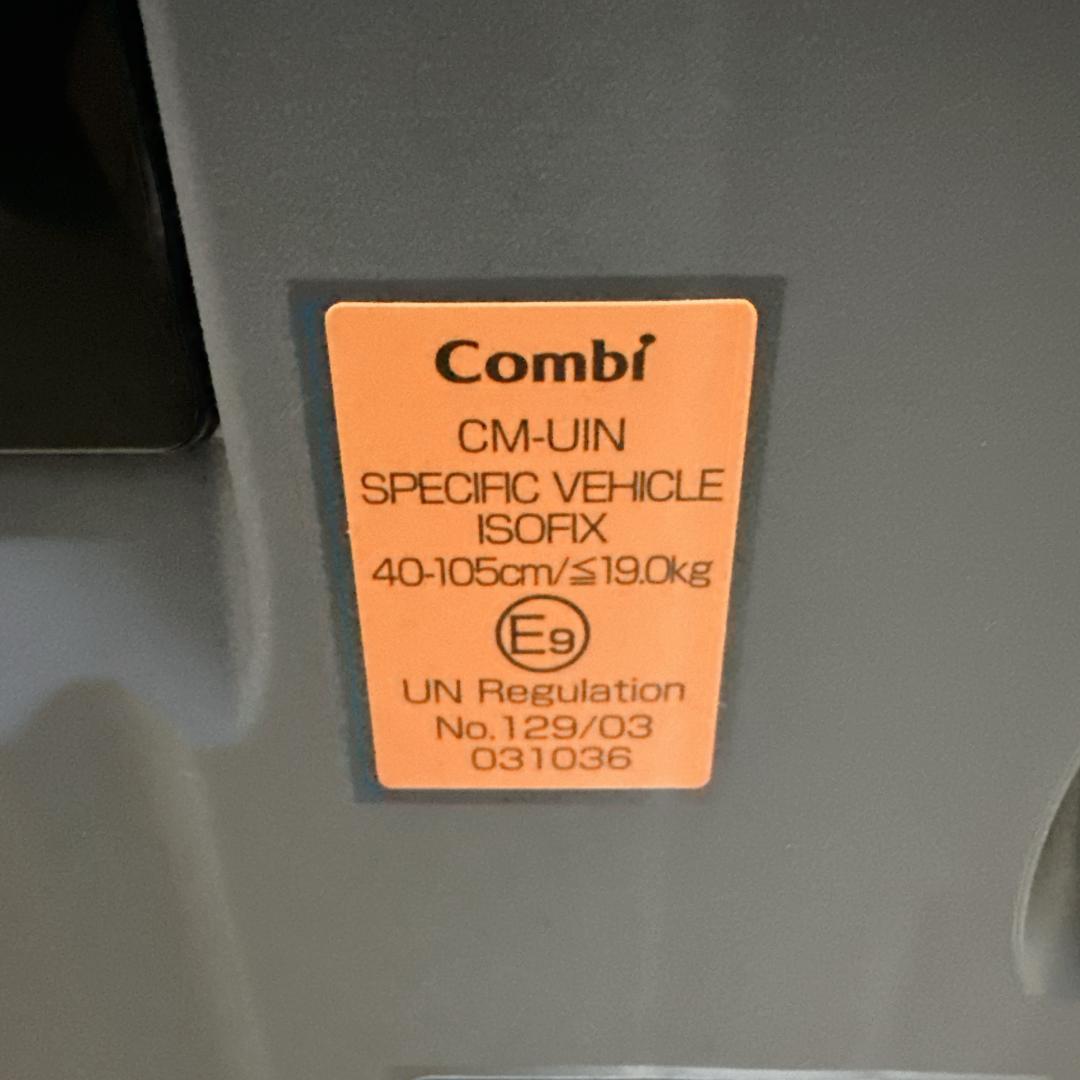 Combi
CM-UIN
SPECIFIC VEHICLE
ISOFIX
40-105cm/≦19.0kg
E9
UN Regulation
No.129/03
031036